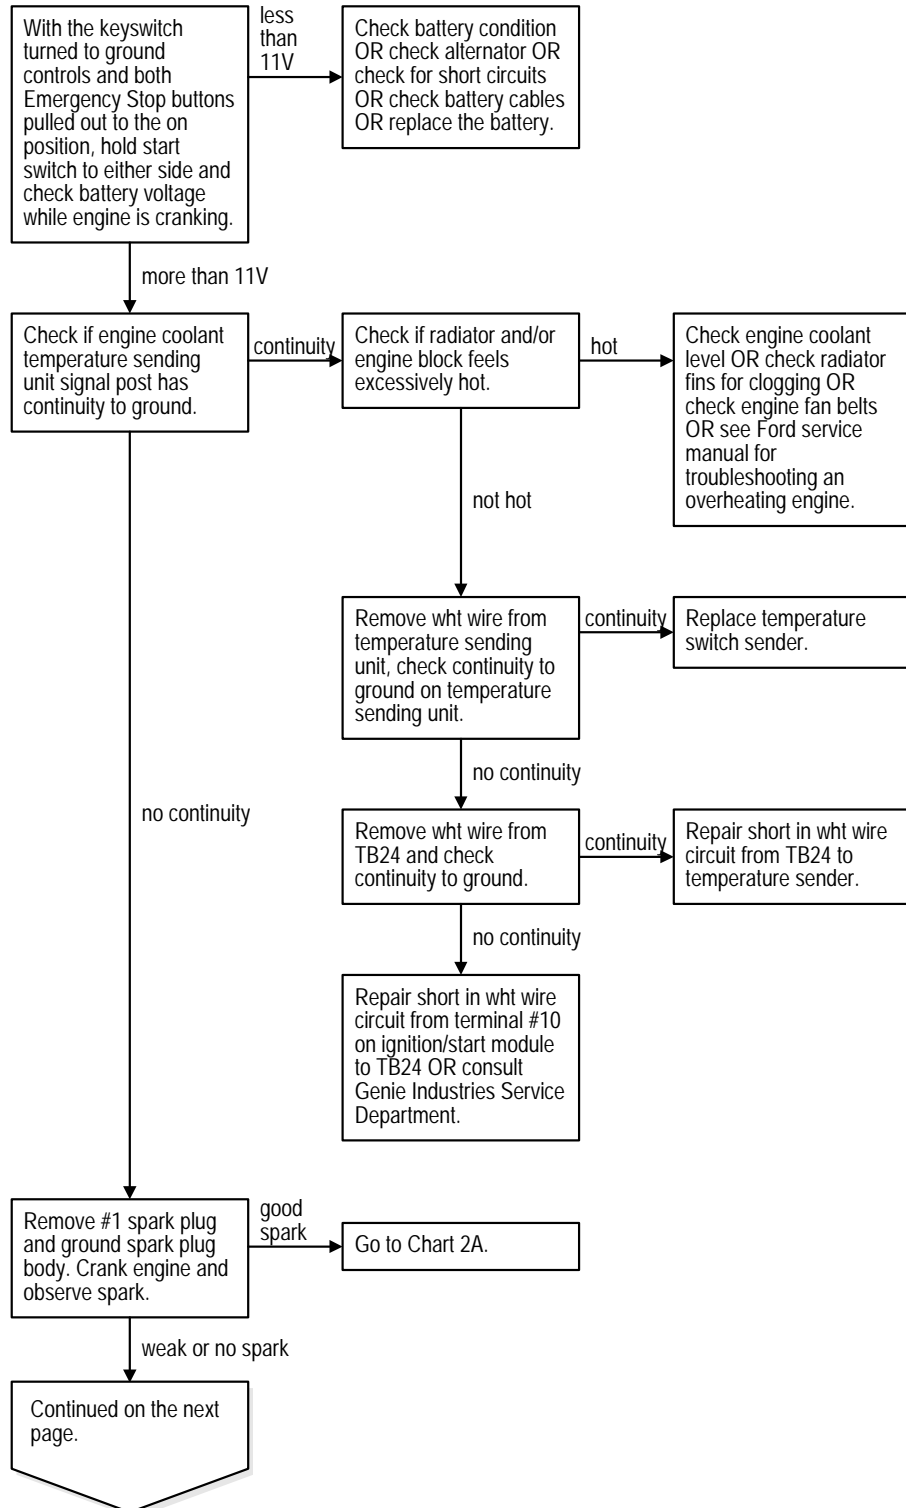 With the keyswitch
turned to ground
controls and both
Emergency Stop buttons
pulled out to the on
position, hold start
switch to either side and
check battery voltage
while engine is cranking.
less
than
11V
Check battery condition
OR check alternator OR
check for short circuits
OR check battery cables
OR replace the battery.
more than 11V
Check if engine coolant
temperature sending
unit signal post has
continuity to ground.
continuity
Check if radiator and/or
engine block feels
excessively hot.
hot
Check engine coolant
level OR check radiator
fins for clogging OR
check engine fan belts
OR see Ford service
manual for
troubleshooting an
overheating engine.
not hot
Remove wht wire from
temperature sending
unit, check continuity to
ground on temperature
sending unit.
continuity
Replace temperature
switch sender.
no continuity
no continuity
Remove wht wire from
TB24 and check
continuity to ground.
continuity
Repair short in wht wire
circuit from TB24 to
temperature sender.
no continuity
Repair short in wht wire
circuit from terminal #10
on ignition/start module
to TB24 OR consult
Genie Industries Service
Department.
Remove #1 spark plug
and ground spark plug
body. Crank engine and
observe spark.
good
spark
Go to Chart 2A.
weak or no spark
Continued on the next
page.